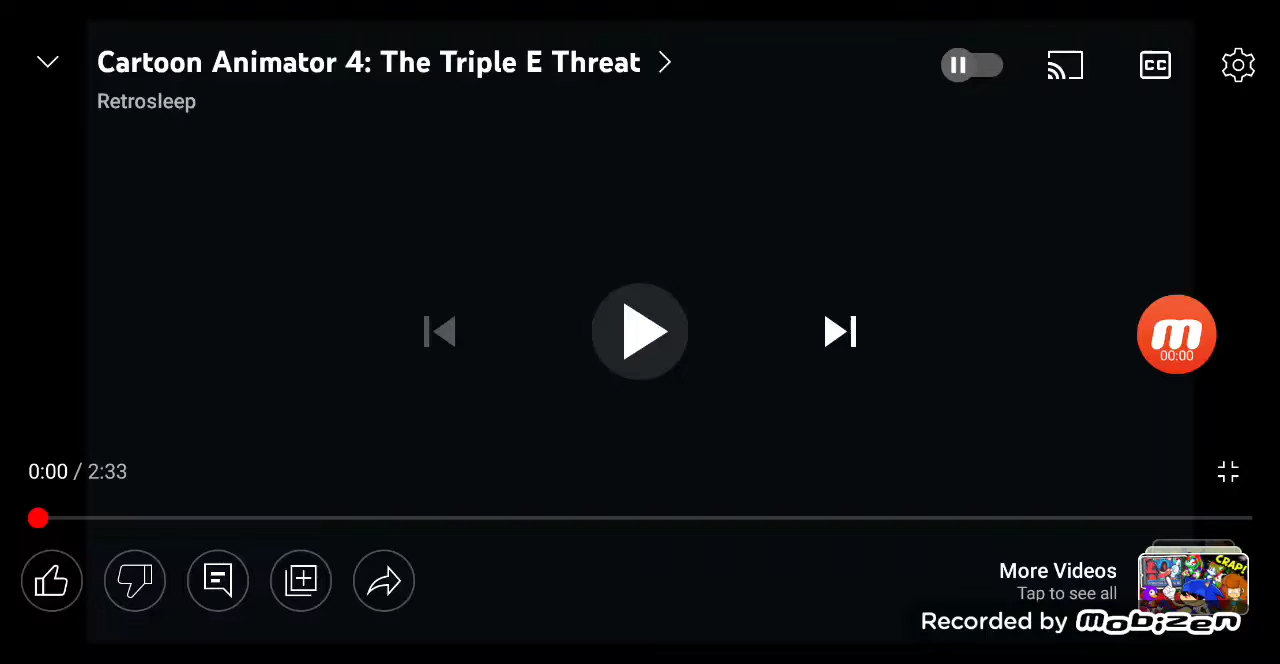 Cartoon Animator 4: The Triple E Threat
Retrosleep
CC
m
00:00
0:00 / 2:33
More Videos
Tap to see all
CRAP!
Recorded by mobizen